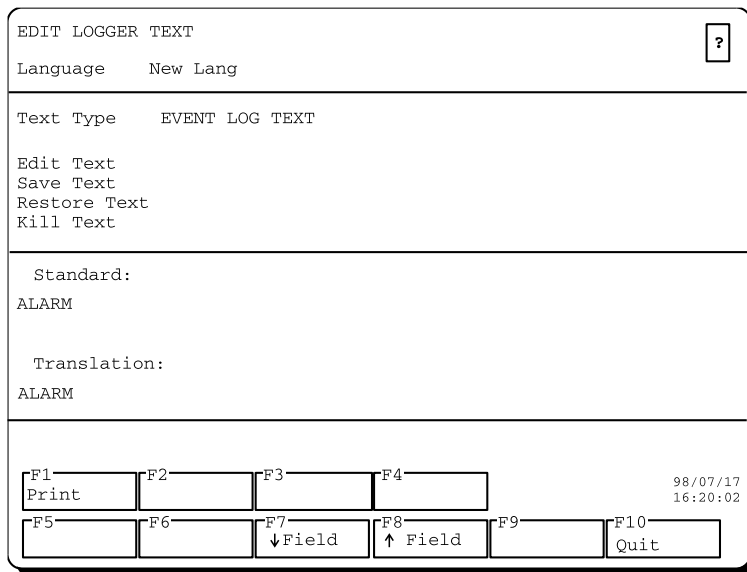 EDIT LOGGER TEXT
?
Language New Lang
Text Type EVENT LOG TEXT
Edit Text
Save Text
Restore Text
Kill Text
Standard:
ALARM
Translation:
ALARM
F1 F2 F3 F4
Print
98/07/17
16:20:02
F5 F6 F7 F8 F9 F10
↓Field ↑ Field Quit